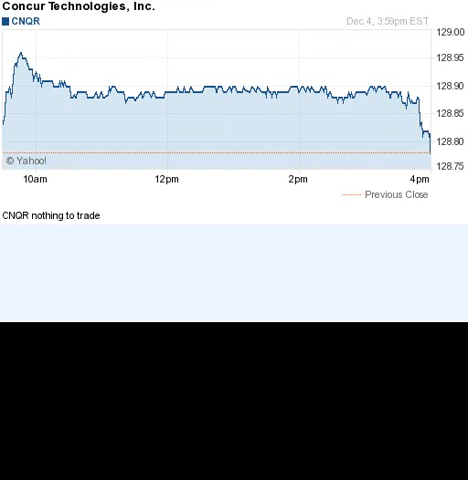 Concur Technologies, Inc.
CNQR
Dec 4, 3:59pm EST
129.00
128.95
128.90
128.85
128.80
128.75
© Yahoo!
10am 12pm 2pm 4pm
Previous Close
CNQR nothing to trade